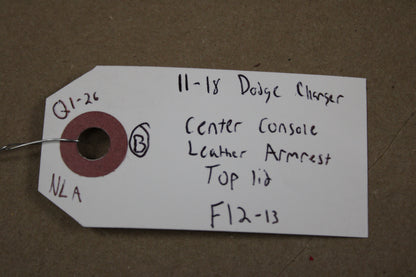 Q1-26
B
NLA
11-18 Dodge Charger
Center Console
Leather Armrest
Top lid
F12-13